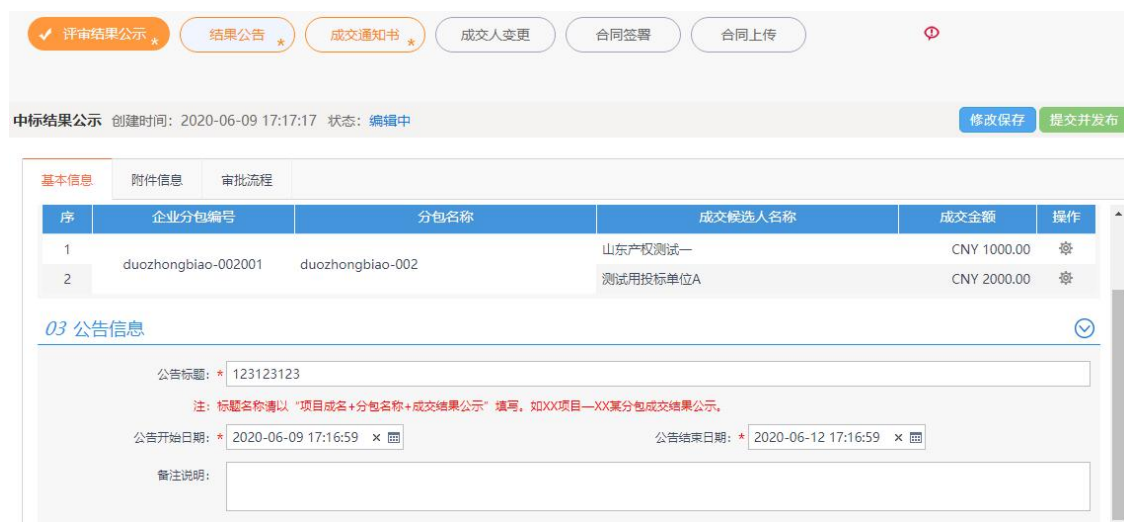 评审结果公示 *
结果公告 *
成交通知书 *
成交人变更
合同签署
合同上传
中标结果公示 创建时间：2020-06-09 17:17:17 状态：编辑中
修改保存
提交并发布
基本信息 附件信息 审批流程
序 企业分包编号 分包名称 成交候选人名称 成交金额 操作
1 duozhongbiao-002001 duozhongbiao-002 山东产权测试一 CNY 1000.00
2 测试用投标单位A CNY 2000.00
03 公告信息
公告标题：* 123123123
注：标题名称请以“项目成名+分包名称+成交结果公示”填写。如XX项目—XX某分包成交结果公示。
公告开始日期：* 2020-06-09 17:16:59 ×
公告结束日期：* 2020-06-12 17:16:59 ×
备注说明：